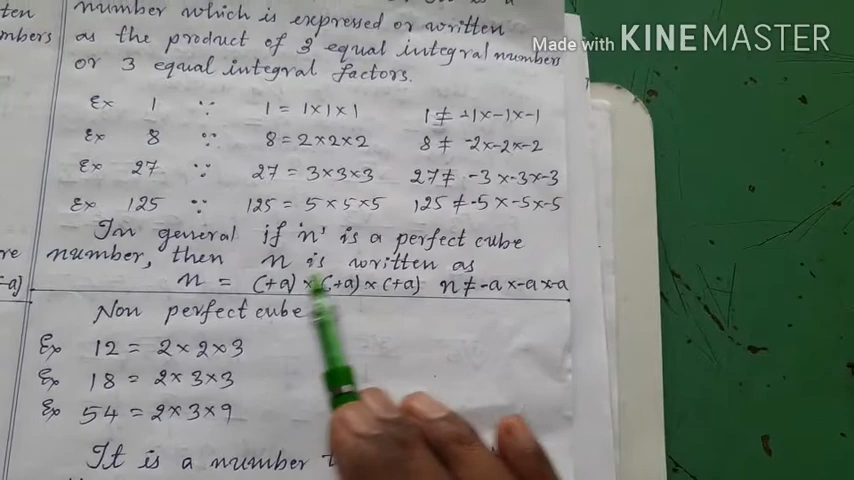 ten
mbers
number which is expressed or written
as the product of 3 equal integral numbers
or 3 equal integral factors.
Made with KINEMASTER
Ex 1 ∵ 1 = 1×1×1 1 ≠ -1×-1×-1
Ex 8 ∵ 8 = 2×2×2 8 ≠ -2×-2×-2
Ex 27 ∵ 27 = 3×3×3 27 ≠ -3×-3×-3
Ex 125 ∵ 125 = 5×5×5 125 ≠ -5×-5×-5
In general if 'n' is a perfect cube
re
number, then n is written as
-a)
n = (+a)×(+a)×(+a) n ≠ -a×-a×-a
Non perfect cube
Ex 12 = 2×2×3
Ex 18 = 2×3×3
Ex 54 = 2×3×9
It is a number